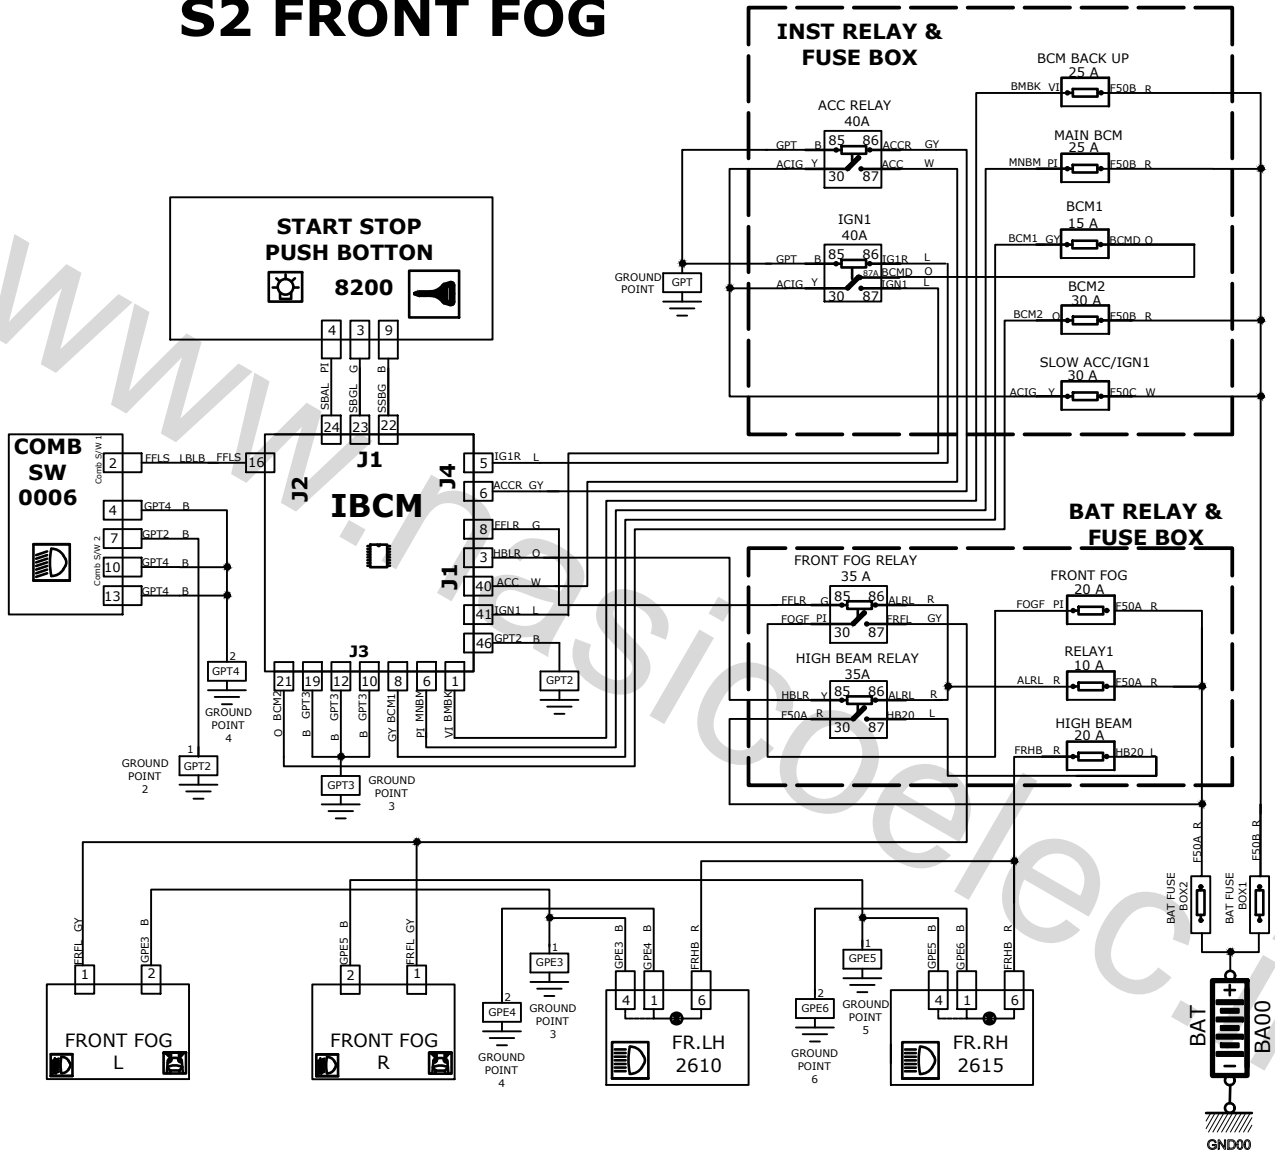 S2 FRONT FOG
INST RELAY &
FUSE BOX
BCM BACK UP
25 A
BMBK VI
F50B R
ACC RELAY
40A
85 86
30 87
GPT B
ACCR GY
ACIG Y
ACC W
MAIN BCM
25 A
MNBM PI
F50B R
IGN1
40A
85 86
87A
30 87
GPT B
IG1R L
BCMD O
ACIG Y
IGN1 L
BCM1
15 A
BCM1 GY
BCMD O
BCM2
30 A
BCM2 O
F50B R
SLOW ACC/IGN1
30 A
ACIG Y
F50C W
GROUND
POINT
GPT
START STOP
PUSH BOTTON
8200
4 3 9
SBAL PI
SBGL G
SSBG B
24 23 22
J1
J2
J4
IBCM
J1
J3
COMB
SW
0006
Comb S/W 1
Comb S/W 2
2
FFLS LBLB FFLS
16
4
GPT4 B
7
GPT2 B
10
GPT4 B
13
GPT4 B
5
IG1R L
6
ACCR GY
8
FFLR G
3
HBLR O
40
ACC W
41
IGN1 L
46
GPT2 B
GPT2
21 19 12 10 8 6 1
O BCM2
B GPT3
B GPT3
B GPT3
GY BCM1
PI MNBM
VI BMBK
2
GPT4
GROUND
POINT
4
1
GPT2
GROUND
POINT
2
GPT3
GROUND
POINT
3
BAT RELAY &
FUSE BOX
FRONT FOG RELAY
35 A
85 86
30 87
FFLR G
ALRL R
FOGF PI
FRFL GY
FRONT FOG
20 A
FOGF PI
F50A R
HIGH BEAM RELAY
35A
85 86
30 87
HBLR Y
ALRL R
F50A R
HB20 L
RELAY1
10 A
ALRL R
F50A R
HIGH BEAM
20 A
FRHB R
HB20 L
F50A R
F50B R
BAT FUSE
BOX2
BAT FUSE
BOX1
FRFL GY
GPE3 B
GPE5 B
FRFL GY
1 2
FRONT FOG
L
2 1
FRONT FOG
R
1
GPE3
GROUND
POINT
3
2
GPE4
GROUND
POINT
4
GPE3 B
GPE4 B
FRHB R
4 1 6
FR.LH
2610
1
GPE5
GROUND
POINT
5
2
GPE6
GROUND
POINT
6
GPE5 B
GPE6 B
FRHB R
4 1 6
FR.RH
2615
BAT
BA00
+
−
GND00